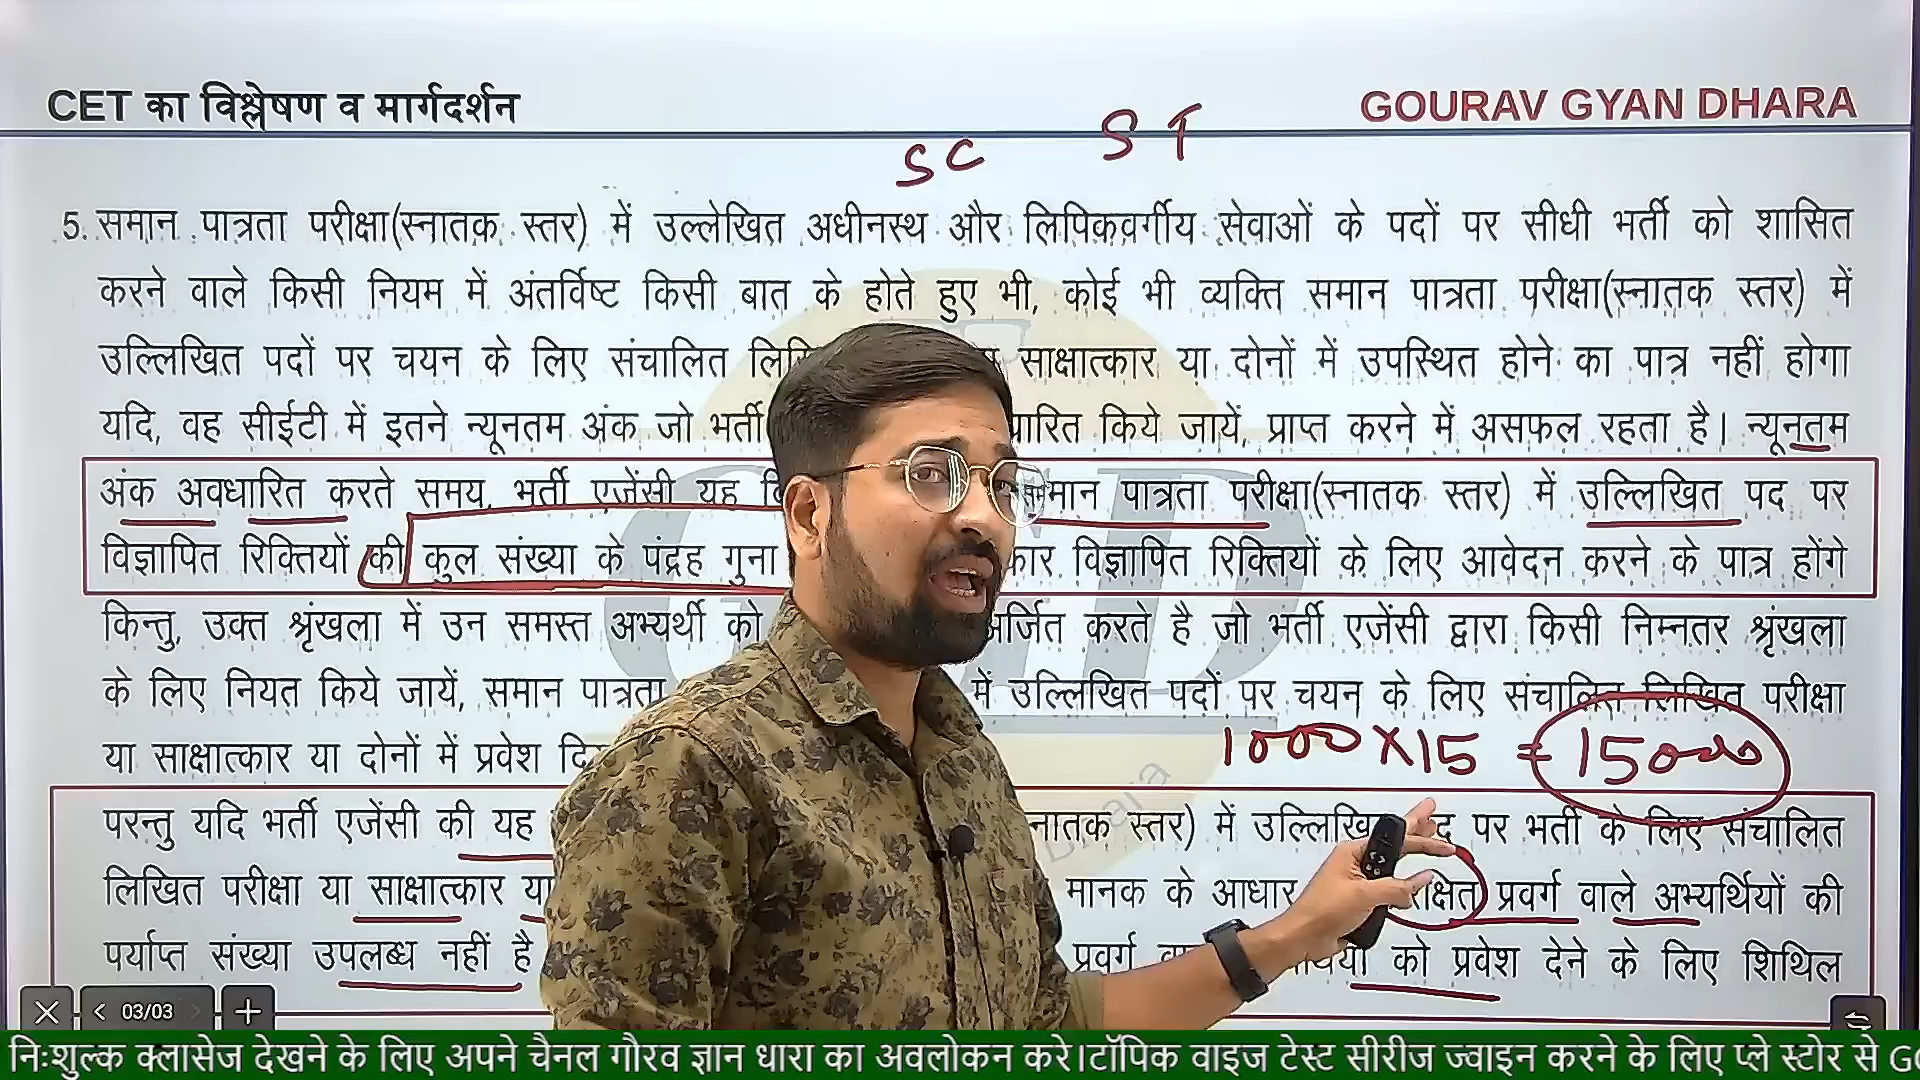 CET का विश्लेषण व मार्गदर्शन
GOURAV GYAN DHARA
SC ST
5. समान पात्रता परीक्षा(स्नातक स्तर) में उल्लेखित अधीनस्थ और लिपिकवर्गीय सेवाओं के पदों पर सीधी भर्ती को शासित
करने वाले किसी नियम में अंतर्विष्ट किसी बात के होते हुए भी, कोई भी व्यक्ति समान पात्रता परीक्षा(स्नातक स्तर) में
उल्लिखित पदों पर चयन के लिए संचालित साक्षात्कार या दोनों में उपस्थित होने का पात्र नहीं होगा
यदि, वह सीईटी में इतने न्यूनतम अंक जो भर्ती किये जायें, प्राप्त करने में असफल रहता है। न्यूनतम
अंक अवधारित करते समय, भर्ती एजेंसी यह पात्रता परीक्षा(स्नातक स्तर) में उल्लिखित पद पर
विज्ञापित रिक्तियों की कुल संख्या के पंद्रह गुना विज्ञापित रिक्तियों के लिए आवेदन करने के पात्र होंगे
किन्तु, उक्त श्रृंखला में उन समस्त अभ्यर्थी को अर्जित करते है जो भर्ती एजेंसी द्वारा किसी निम्नतर श्रृंखला
के लिए नियत किये जायें, समान पात्रता में उल्लिखित पदों पर चयन के लिए संचालित लिखित परीक्षा
या साक्षात्कार या दोनों में प्रवेश
1000 × 15 = 15000
परन्तु यदि भर्ती एजेंसी की यह स्तर) में पर भर्ती के लिए संचालित
लिखित परीक्षा या साक्षात्कार या मानक के आधार प्रवर्ग वाले अभ्यर्थियों की
पर्याप्त संख्या उपलब्ध नहीं है प्रवर्ग को प्रवेश देने के लिए शिथिल
03/03
निःशुल्क क्लासेज देखने के लिए अपने चैनल गौरव ज्ञान धारा का अवलोकन करे।टॉपिक वाइज टेस्ट सीरीज ज्वाइन करने के लिए प्ले स्टोर से